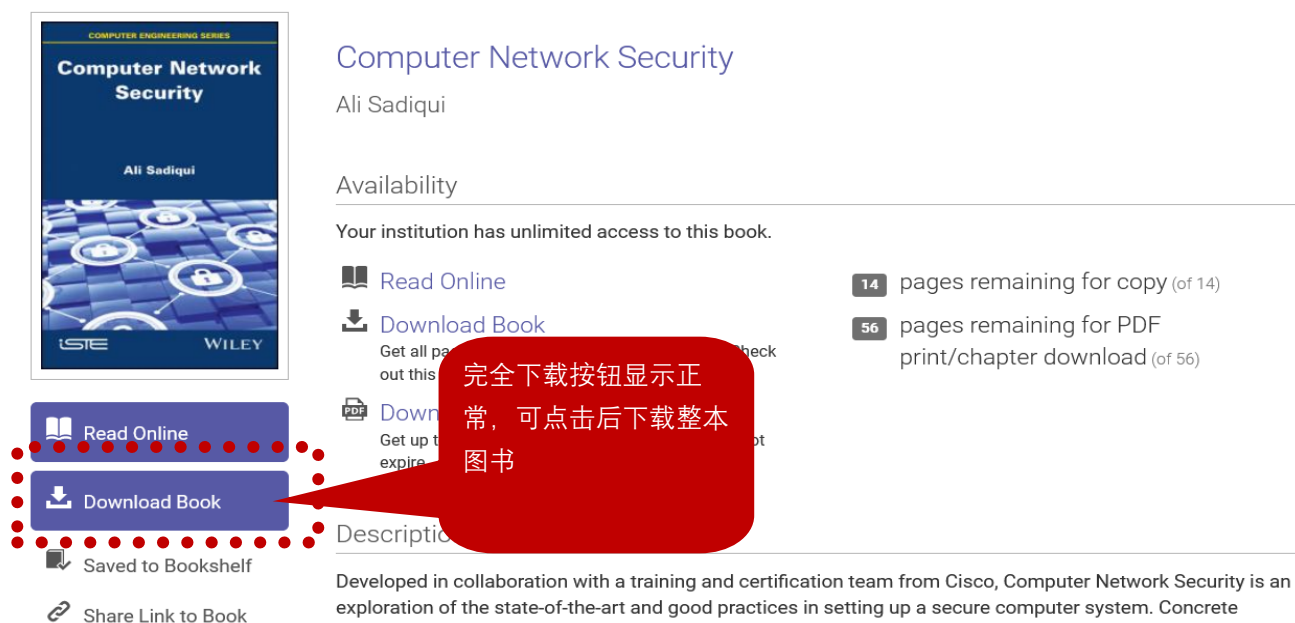 COMPUTER ENGINEERING SERIES
Computer Network
Security
Ali Sadiqui
iSTE
WILEY
Read Online
Download Book
Saved to Bookshelf
Share Link to Book
Computer Network Security
Ali Sadiqui
Availability
Your institution has unlimited access to this book.
Read Online
Download Book
Get all
out this
PDF
Get up
expire
14 pages remaining for copy (of 14)
56 pages remaining for PDF
print/chapter download (of 56)
完全下载按钮显示正
常，可点击后下载整本
图书
Developed in collaboration with a training and certification team from Cisco, Computer Network Security is an
exploration of the state-of-the-art and good practices in setting up a secure computer system. Concrete